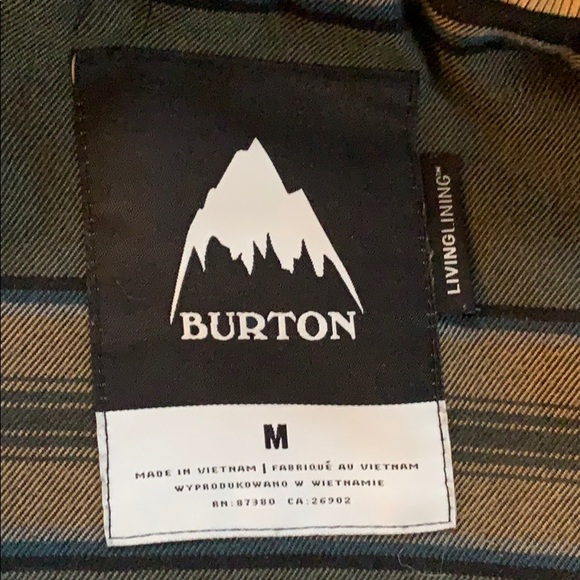 BURTON
LIVINGLINING™
M
MADE IN VIETNAM | FABRIQUÉ AU VIETNAM
WYPRODUKOWANO W WIETNAMIE
RN:87380 CA:26902